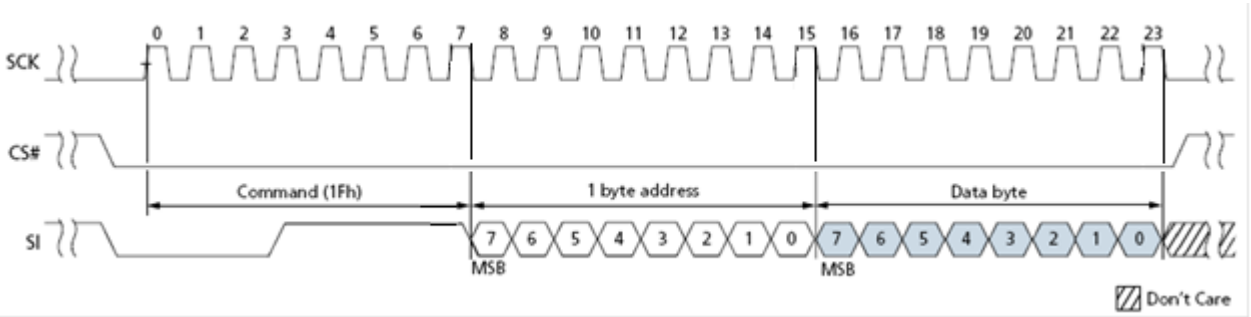 0 1 2 3 4 5 6 7 8 9 10 11 12 13 14 15 16 17 18 19 20 21 22 23
SCK
CS#
Command (1Fh) 1 byte address Data byte
SI 7 6 5 4 3 2 1 0 7 6 5 4 3 2 1 0
MSB MSB
Don't Care